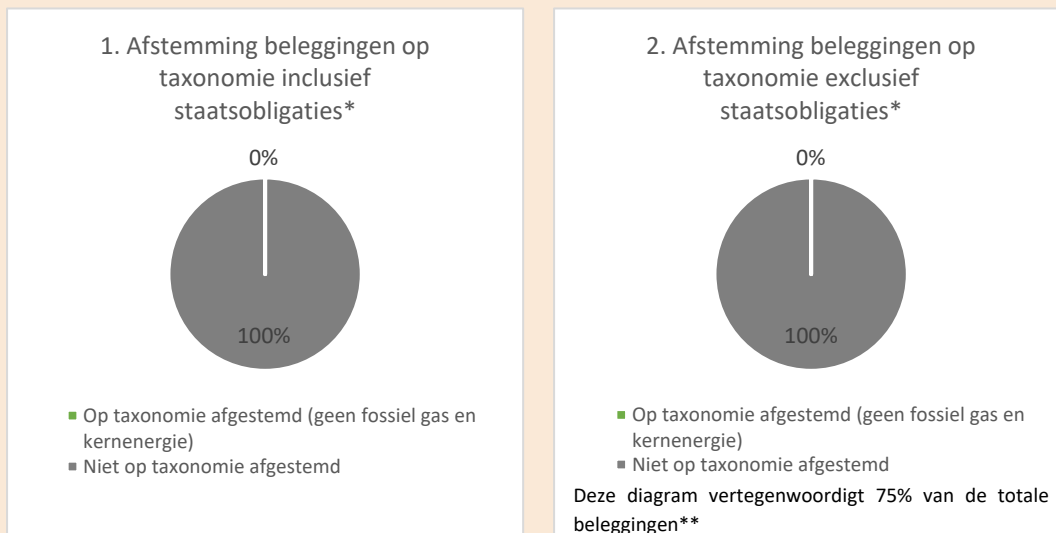 1. Afstemming beleggingen op
taxonomie inclusief
staatsobligaties*
0%
100%
Op taxonomie afgestemd (geen fossiel gas en
kernenergie)
Niet op taxonomie afgestemd
2. Afstemming beleggingen op
taxonomie exclusief
staatsobligaties*
0%
100%
Op taxonomie afgestemd (geen fossiel gas en
kernenergie)
Niet op taxonomie afgestemd
Deze diagram vertegenwoordigt 75% van de totale
beleggingen**